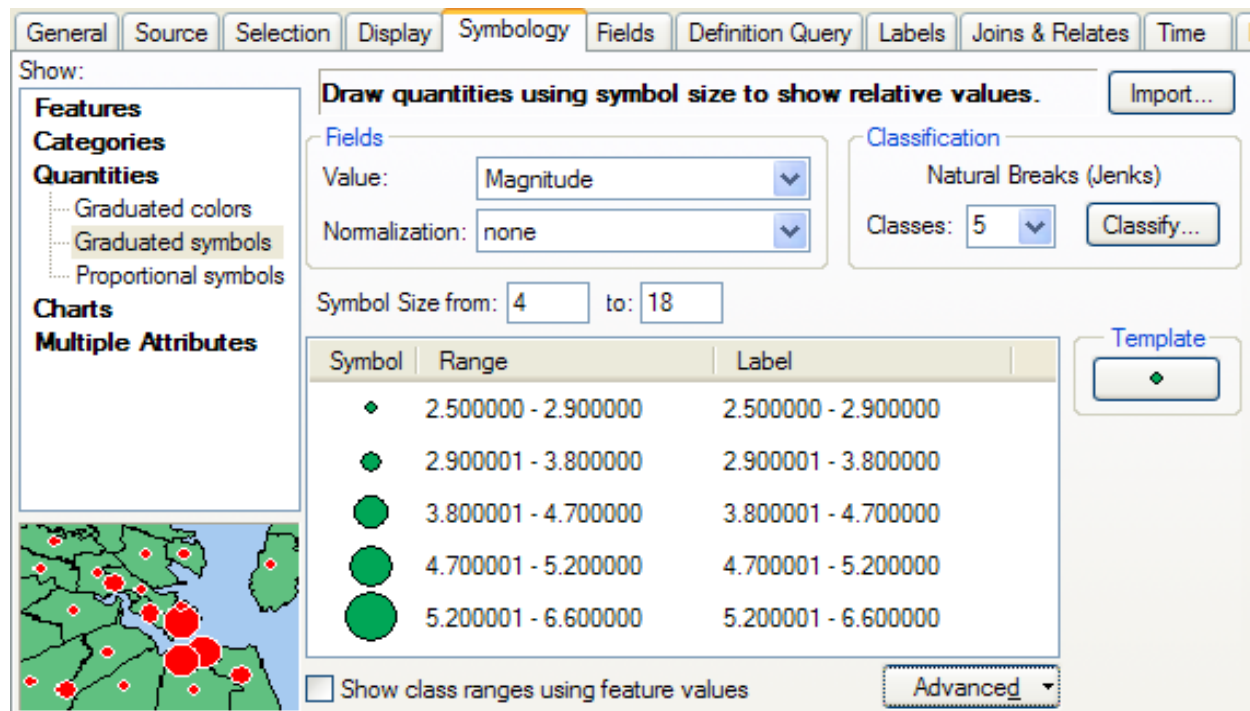 General Source Selection Display Symbology Fields Definition Query Labels Joins & Relates Time
Show:
Features
Categories
Quantities
Graduated colors
Graduated symbols
Proportional symbols
Charts
Multiple Attributes
Draw quantities using symbol size to show relative values. Import...
Fields
Value: Magnitude
Normalization: none
Classification
Natural Breaks (Jenks)
Classes: 5 Classify...
Symbol Size from: 4 to: 18
Symbol Range Label
2.500000 - 2.900000 2.500000 - 2.900000
2.900001 - 3.800000 2.900001 - 3.800000
3.800001 - 4.700000 3.800001 - 4.700000
4.700001 - 5.200000 4.700001 - 5.200000
5.200001 - 6.600000 5.200001 - 6.600000
Template
Show class ranges using feature values
Advanced